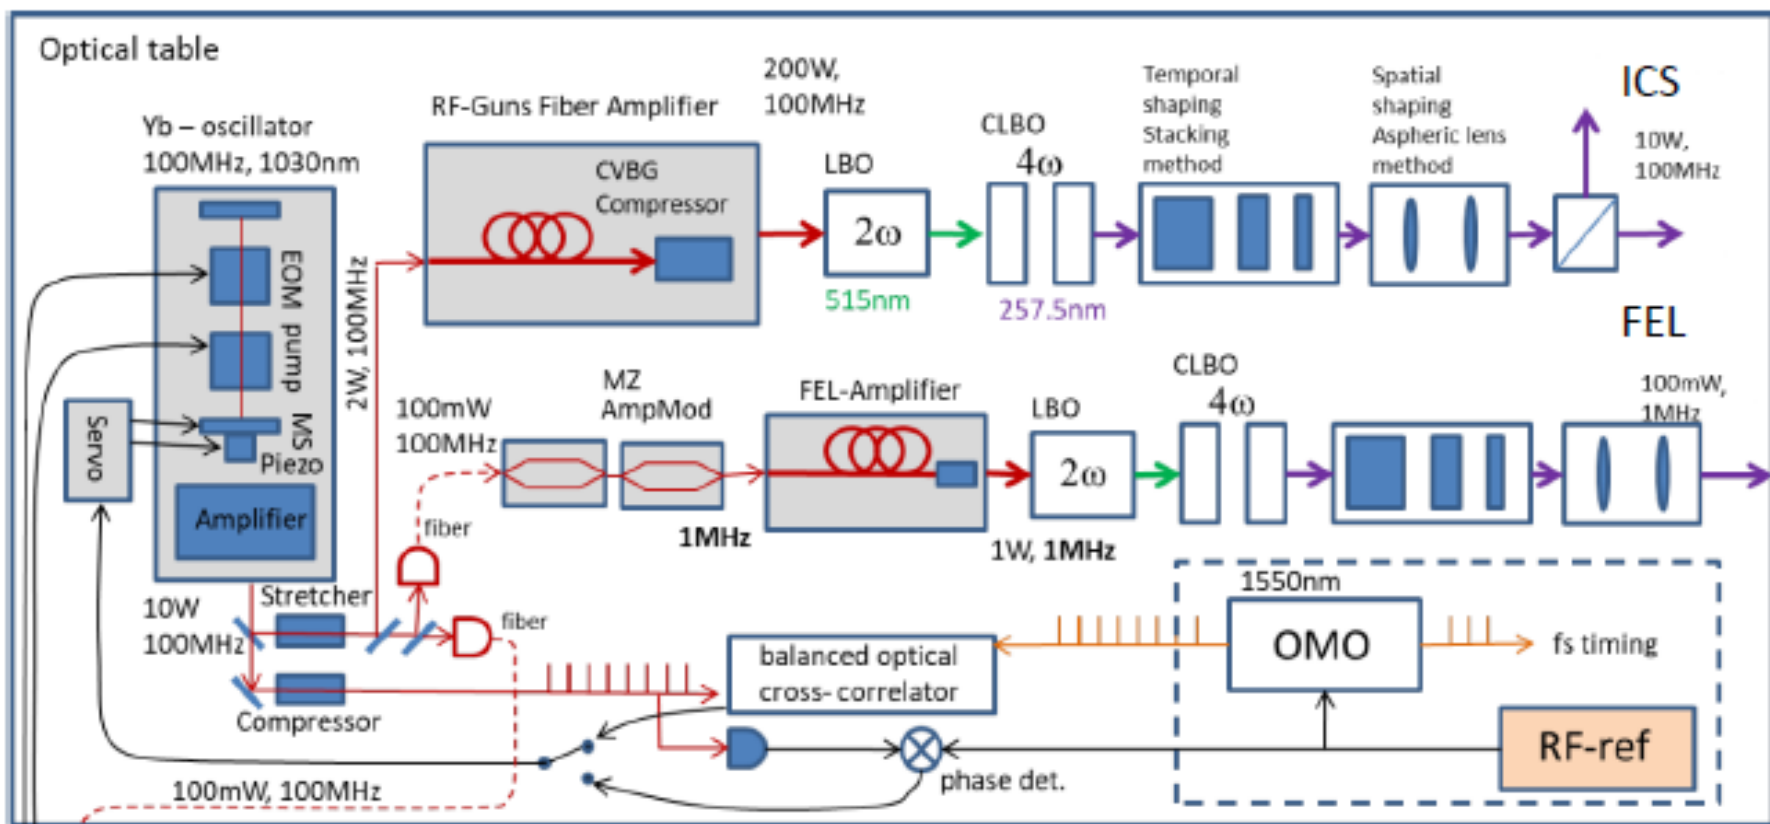 Optical table
Yb – oscillator
100MHz, 1030nm
EOM
pump
MS
Piezo
Servo
Amplifier
10W
100MHz
Stretcher
Compressor
2W, 100MHz
RF-Guns Fiber Amplifier
CVBG
Compressor
200W,
100MHz
LBO
2ω
515nm
CLBO
4ω
257.5nm
Temporal
shaping
Stacking
method
Spatial
shaping
Aspheric lens
method
ICS
10W,
100MHz
100mW
100MHz
fiber
MZ
AmpMod
1MHz
FEL-Amplifier
1W, 1MHz
LBO
2ω
CLBO
4ω
FEL
100mW,
1MHz
fiber
balanced optical
cross- correlator
1550nm
OMO
fs timing
RF-ref
phase det.
100mW, 100MHz